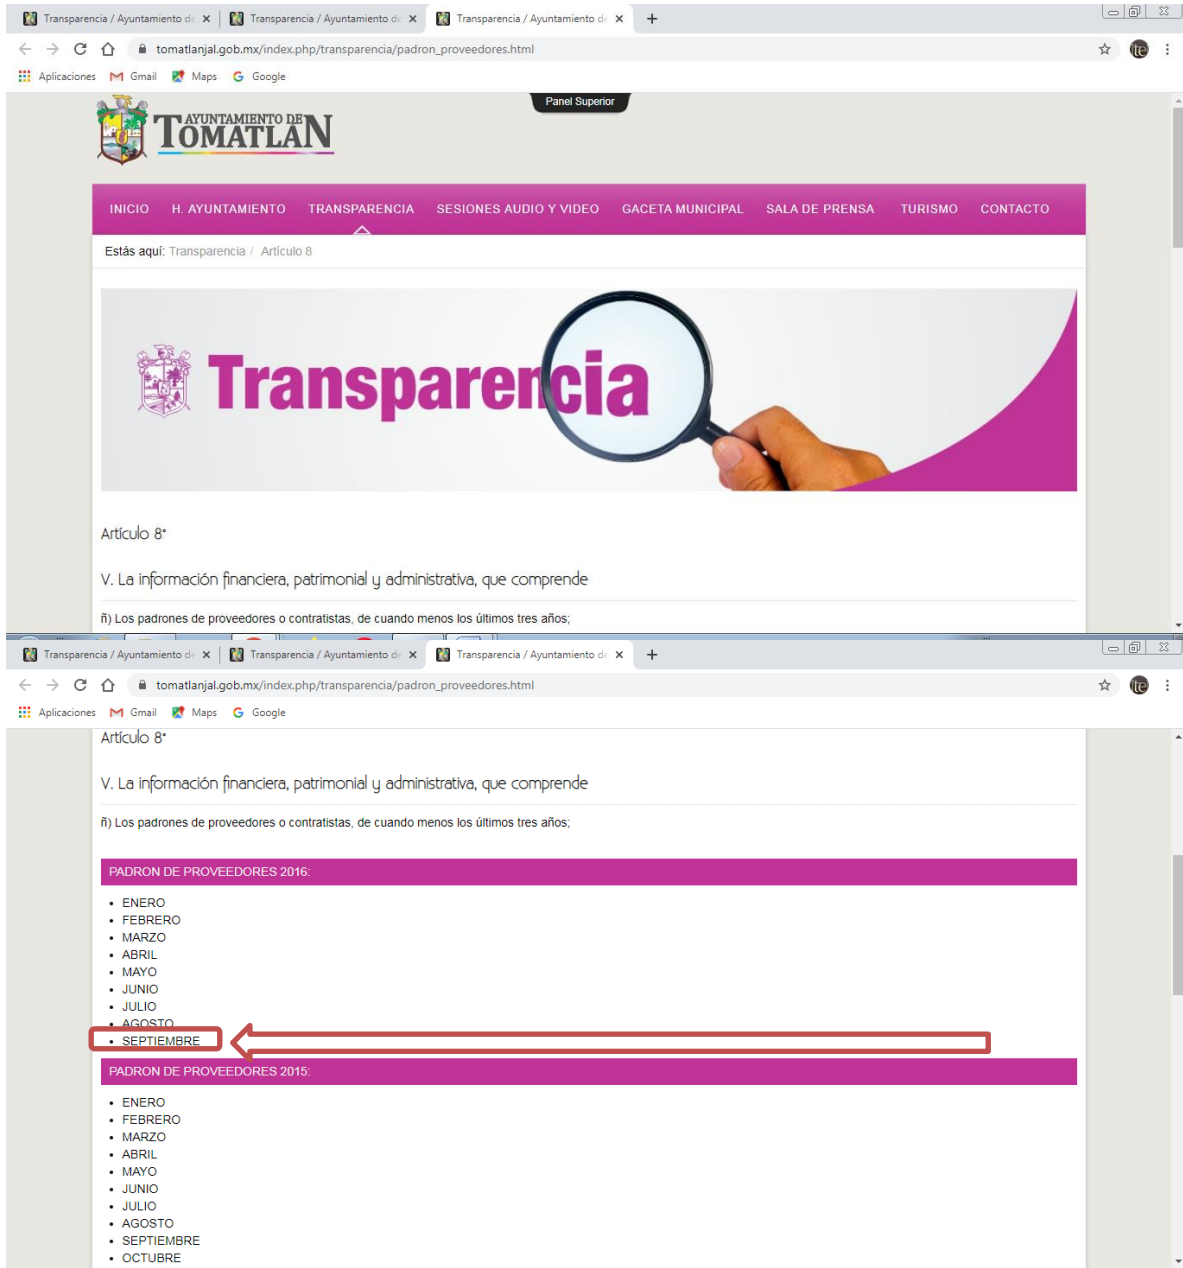 Transparencia / Ayuntamiento de
Transparencia / Ayuntamiento de
Transparencia / Ayuntamiento de
tomatlanjal.gob.mx/index.php/transparencia/padron_proveedores.html
Aplicaciones Gmail Maps Google
Panel Superior
AYUNTAMIENTO DE
TOMATLÁN
INICIO H. AYUNTAMIENTO TRANSPARENCIA SESIONES AUDIO Y VIDEO GACETA MUNICIPAL SALA DE PRENSA TURISMO CONTACTO
Estás aquí: Transparencia / Artículo 8
Transparencia
Artículo 8°
V. La información financiera, patrimonial y administrativa, que comprende
ñ) Los padrones de proveedores o contratistas, de cuando menos los últimos tres años;
Transparencia / Ayuntamiento de
Transparencia / Ayuntamiento de
Transparencia / Ayuntamiento de
tomatlanjal.gob.mx/index.php/transparencia/padron_proveedores.html
Aplicaciones Gmail Maps Google
Artículo 8°
V. La información financiera, patrimonial y administrativa, que comprende
ñ) Los padrones de proveedores o contratistas, de cuando menos los últimos tres años;
PADRON DE PROVEEDORES 2016:
• ENERO
• FEBRERO
• MARZO
• ABRIL
• MAYO
• JUNIO
• JULIO
• AGOSTO
• SEPTIEMBRE
PADRON DE PROVEEDORES 2015:
• ENERO
• FEBRERO
• MARZO
• ABRIL
• MAYO
• JUNIO
• JULIO
• AGOSTO
• SEPTIEMBRE
• OCTUBRE